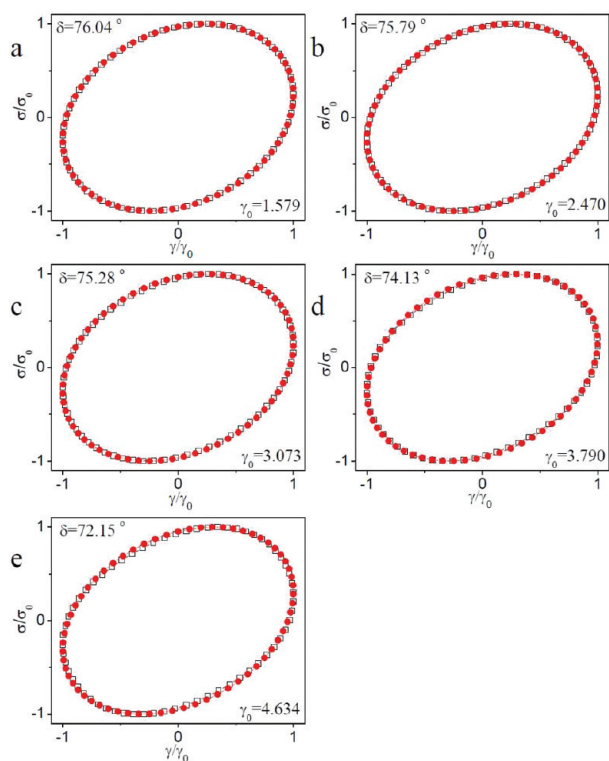 a
δ=76.04 °
1
0
-1
σ/σ₀
γ₀=1.579
-1
0
1
γ/γ₀
b
δ=75.79 °
1
0
-1
σ/σ₀
γ₀=2.470
-1
0
1
γ/γ₀
c
δ=75.28 °
1
0
-1
σ/σ₀
γ₀=3.073
-1
0
1
γ/γ₀
d
δ=74.13 °
1
0
-1
σ/σ₀
γ₀=3.790
-1
0
1
γ/γ₀
e
δ=72.15 °
1
0
-1
σ/σ₀
γ₀=4.634
-1
0
1
γ/γ₀